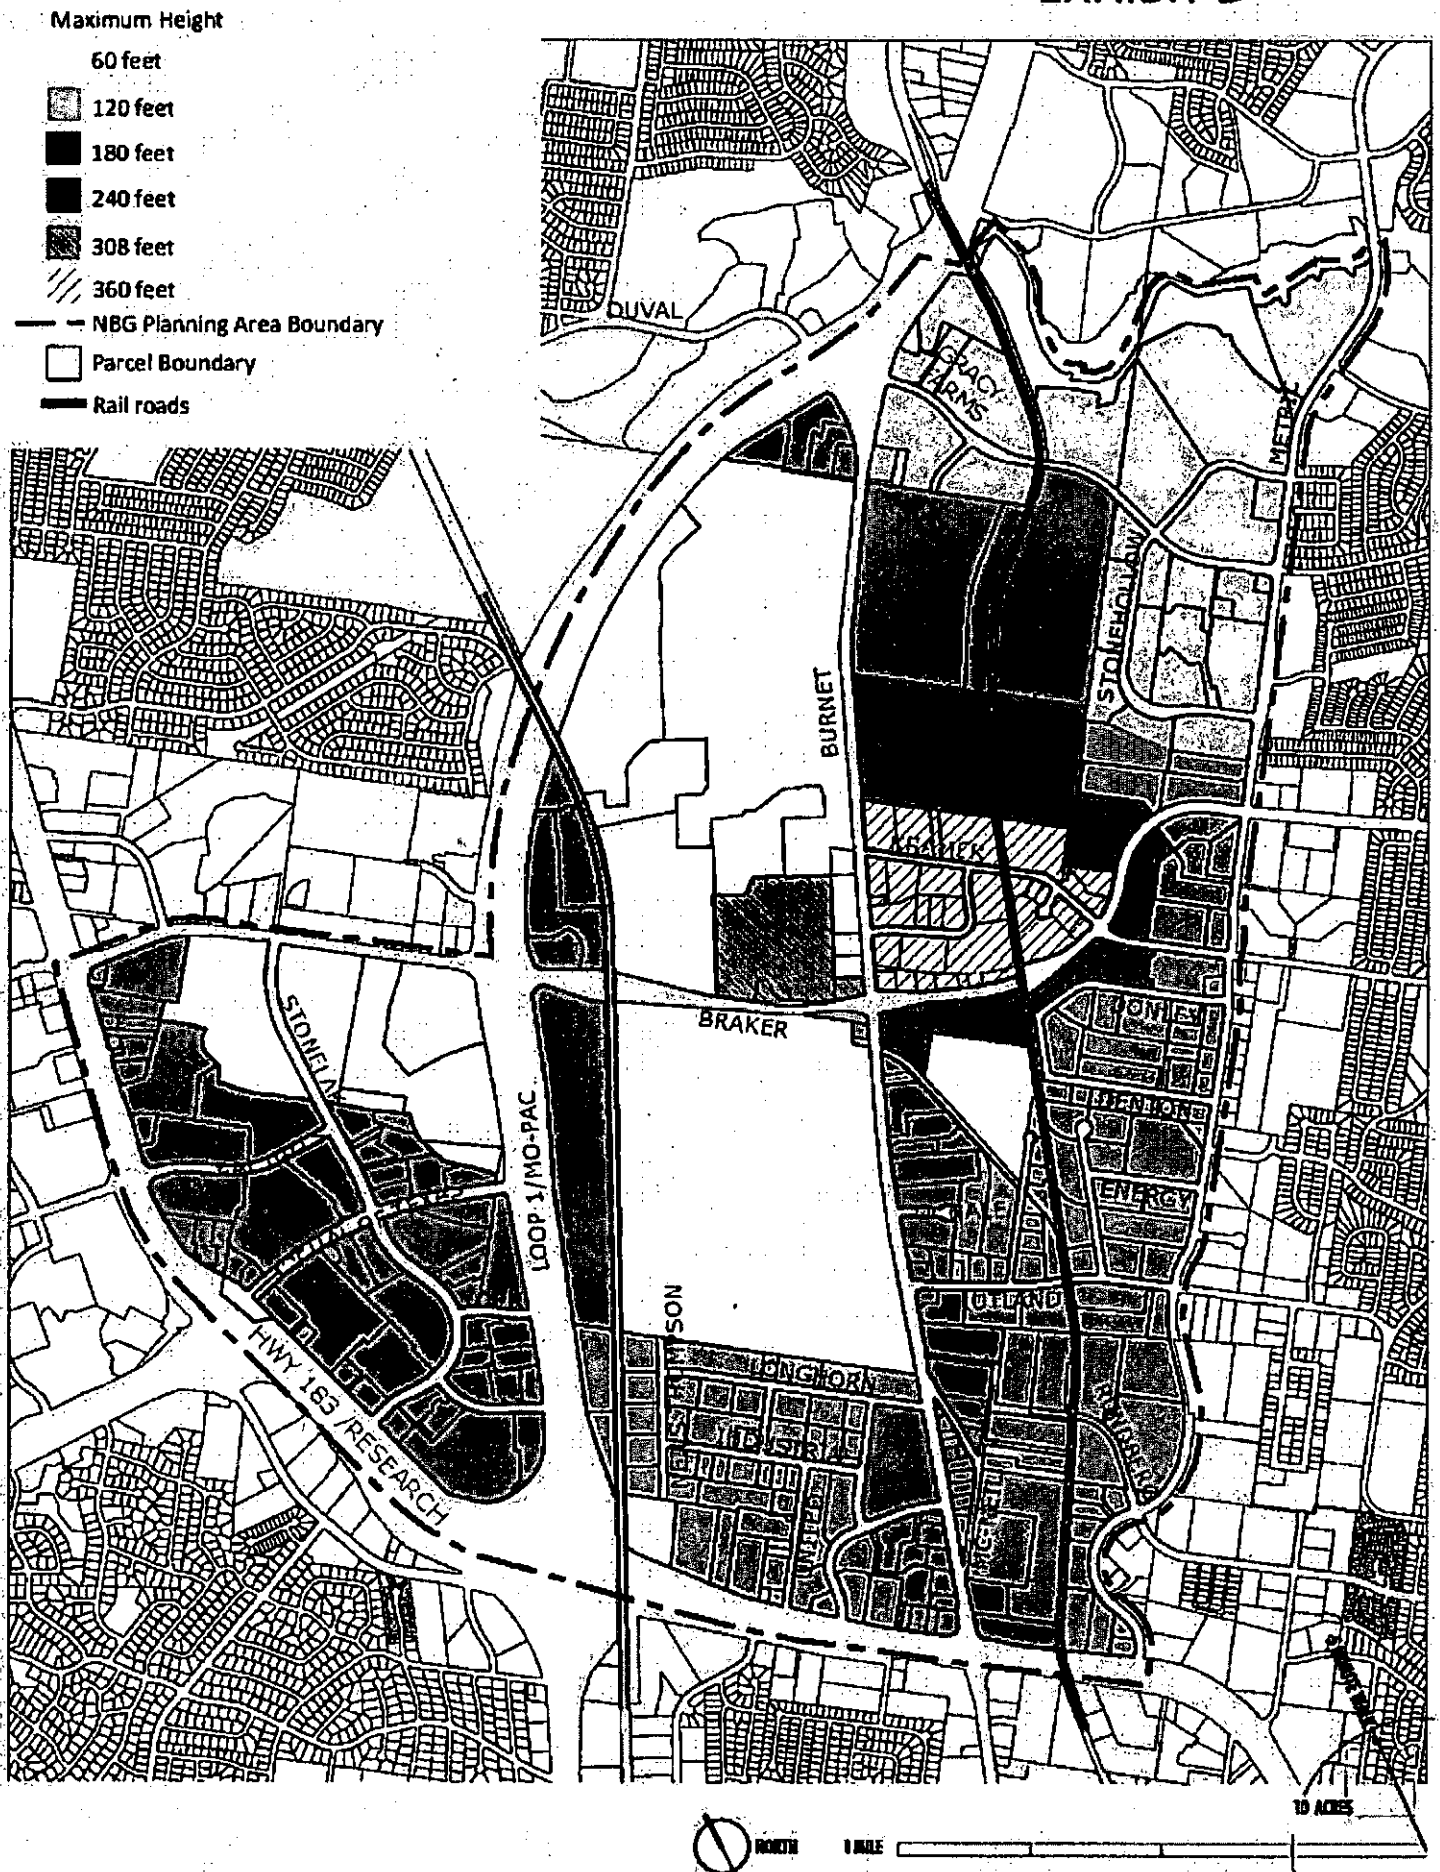 Maximum Height
60 feet
120 feet
180 feet
240 feet
308 feet
360 feet
NBG Planning Area Boundary
Parcel Boundary
Rail roads
DUVAL
GRACY
FARMS
METRIC
STONEHOLLOW
BURNET
KRAMER
STONELA
BRAKER
DONLEY
DENTON
LOOP 1/MO-PAC
ENERGY
RUTLAND
LONGHORN
INDUSTRIAL
HWY 183 /RESEARCH
10 ACRES
NORTH
1 MILE